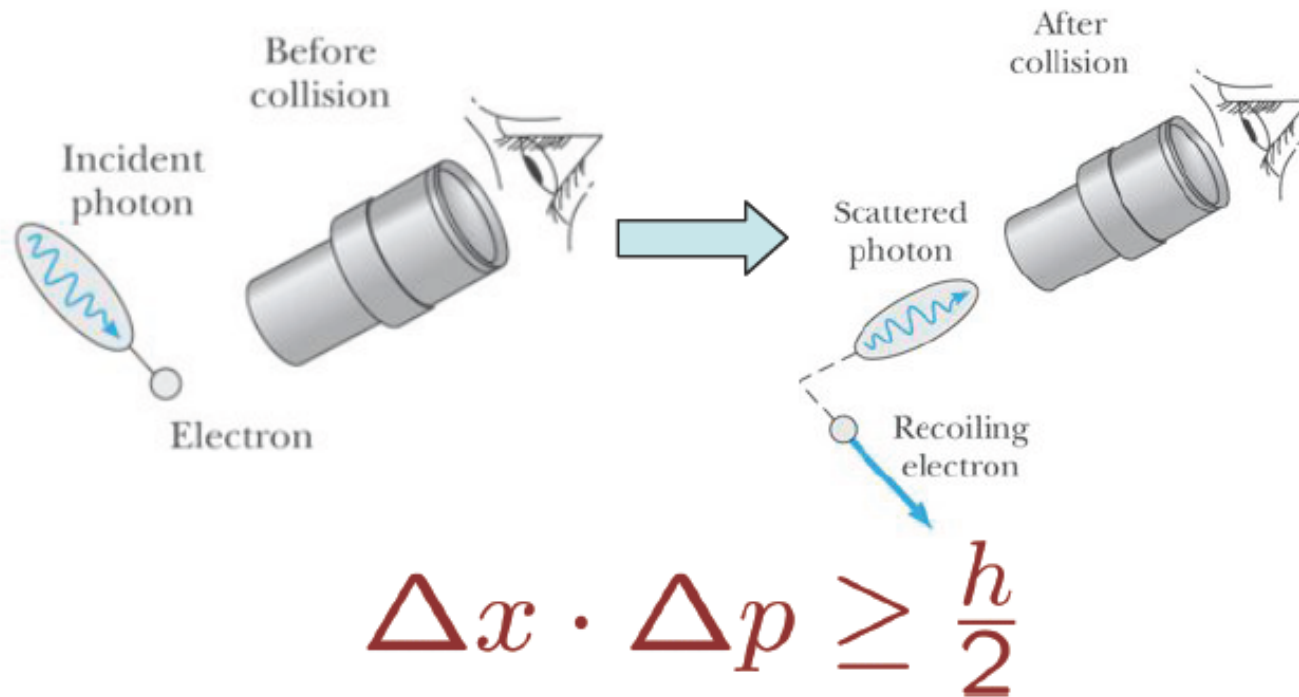 Before
collision
Incident
photon
Electron
After
collision
Scattered
photon
Recoiling
electron
Δx · Δp ≥ h/2